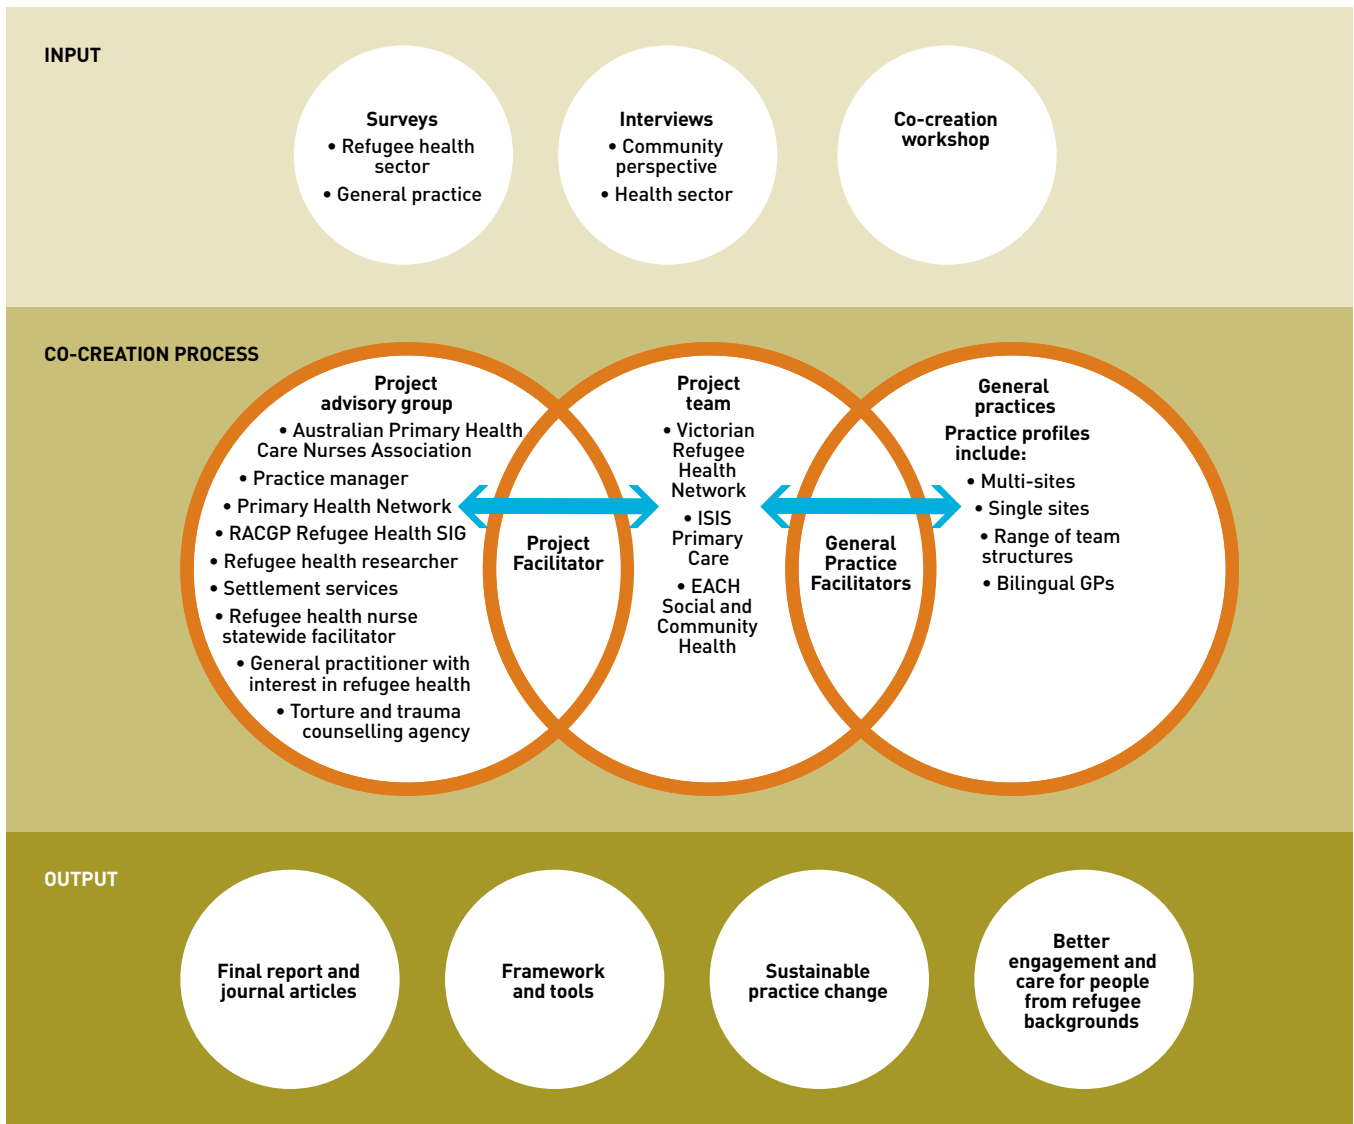 INPUT
Surveys
• Refugee health
sector
• General practice
Interviews
• Community
perspective
• Health sector
Co-creation
workshop
CO-CREATION PROCESS
Project
advisory group
• Australian Primary Health
Care Nurses Association
• Practice manager
• Primary Health Network
• RACGP Refugee Health SIG
• Refugee health researcher
• Settlement services
• Refugee health nurse
statewide facilitator
• General practitioner with
interest in refugee health
• Torture and trauma
counselling agency
Project
Facilitator
Project
team
• Victorian
Refugee
Health
Network
• ISIS
Primary
Care
• EACH
Social and
Community
Health
General
Practice
Facilitators
General
practices
Practice profiles
include:
• Multi-sites
• Single sites
• Range of team
structures
• Bilingual GPs
OUTPUT
Final report and
journal articles
Framework
and tools
Sustainable
practice change
Better
engagement and
care for people
from refugee
backgrounds